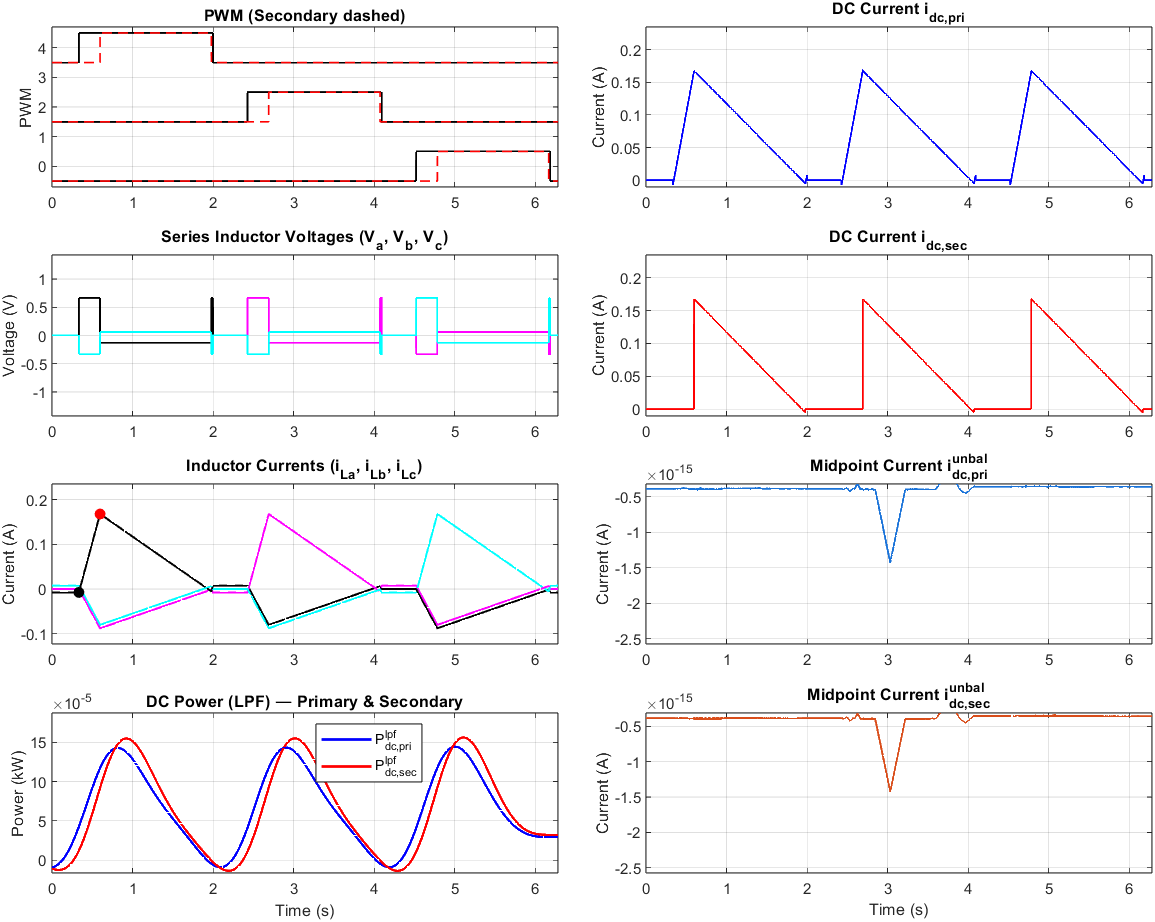 PWM (Secondary dashed)
PWM
4
3
2
1
0
0 1 2 3 4 5 6
DC Current i_dc,pri
Current (A)
0.2
0.15
0.1
0.05
0
0 1 2 3 4 5 6
Series Inductor Voltages (V_a, V_b, V_c)
Voltage (V)
1
0.5
0
-0.5
-1
0 1 2 3 4 5 6
DC Current i_dc,sec
Current (A)
0.2
0.15
0.1
0.05
0
0 1 2 3 4 5 6
Inductor Currents (i_La, i_Lb, i_Lc)
Current (A)
0.2
0.1
0
-0.1
0 1 2 3 4 5 6
×10^-15
Midpoint Current i_dc,pri^unbal
Current (A)
-0.5
-1
-1.5
-2
-2.5
0 1 2 3 4 5 6
×10^-5
DC Power (LPF) — Primary & Secondary
Power (kW)
15
10
5
0
P_dc,pri^lpf
P_dc,sec^lpf
0 1 2 3 4 5 6
Time (s)
×10^-15
Midpoint Current i_dc,sec^unbal
Current (A)
-0.5
-1
-1.5
-2
-2.5
0 1 2 3 4 5 6
Time (s)